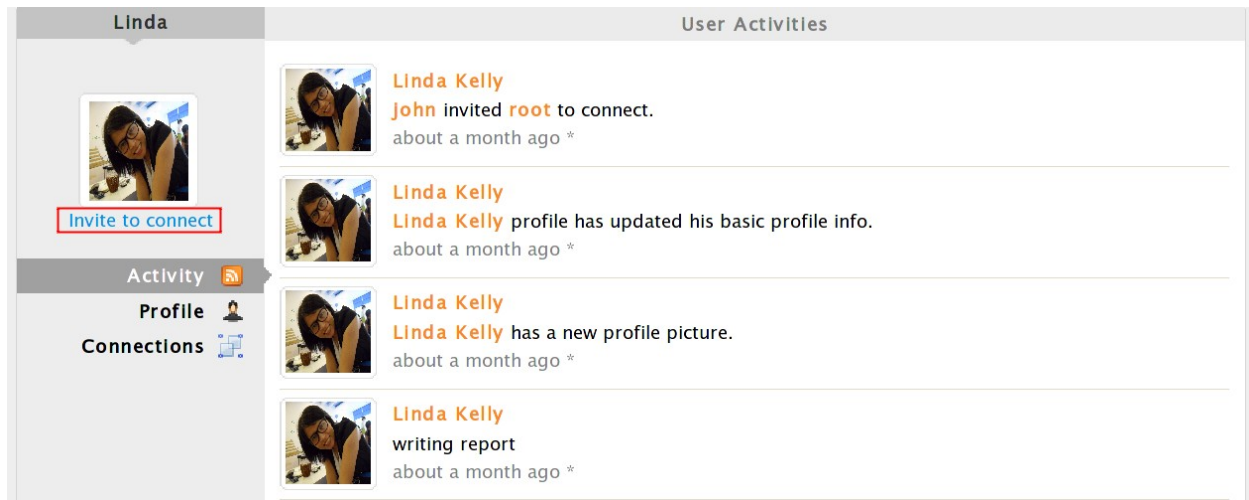 Linda
User Activities
Invite to connect
Activity
Profile
Connections
Linda Kelly
john invited root to connect.
about a month ago *
Linda Kelly
Linda Kelly profile has updated his basic profile info.
about a month ago *
Linda Kelly
Linda Kelly has a new profile picture.
about a month ago *
Linda Kelly
writing report
about a month ago *